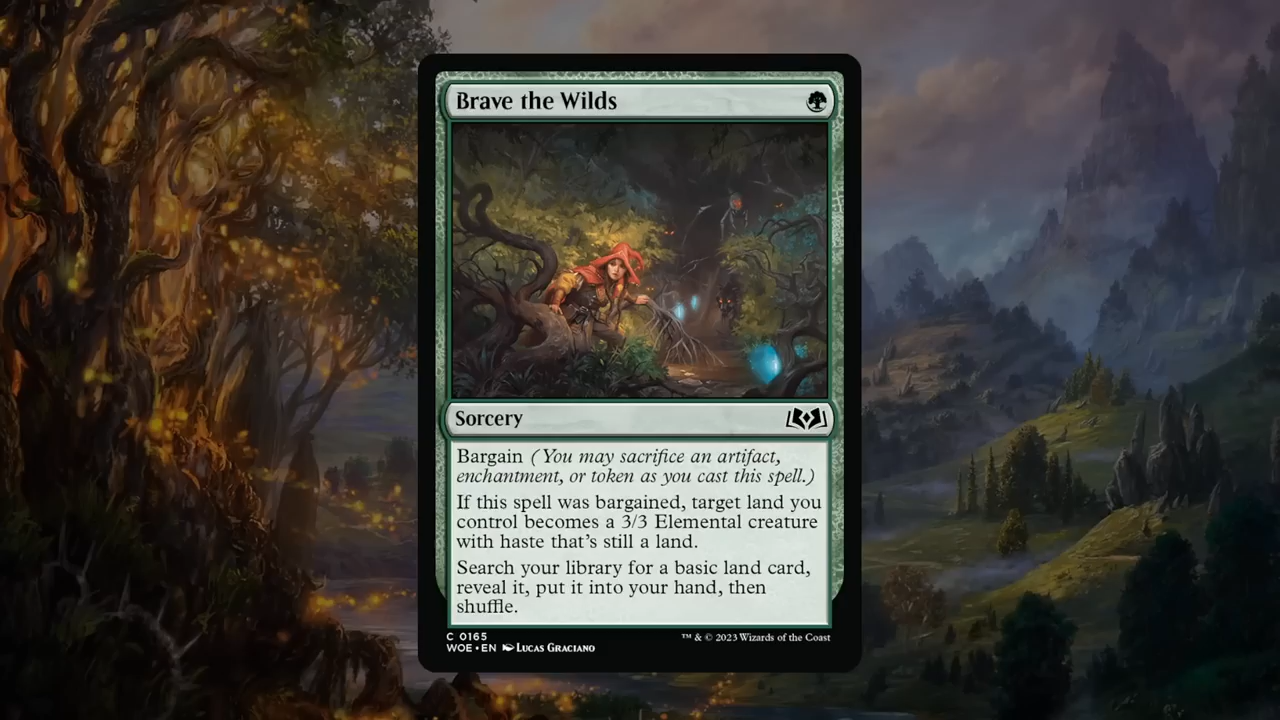 Brave the Wilds
Sorcery
Bargain (You may sacrifice an artifact,
enchantment, or token as you cast this spell.)
If this spell was bargained, target land you
control becomes a 3/3 Elemental creature
with haste that's still a land.
Search your library for a basic land card,
reveal it, put it into your hand, then
shuffle.
C 0165
WOE • EN Lucas Graciano
™ & © 2023 Wizards of the Coast